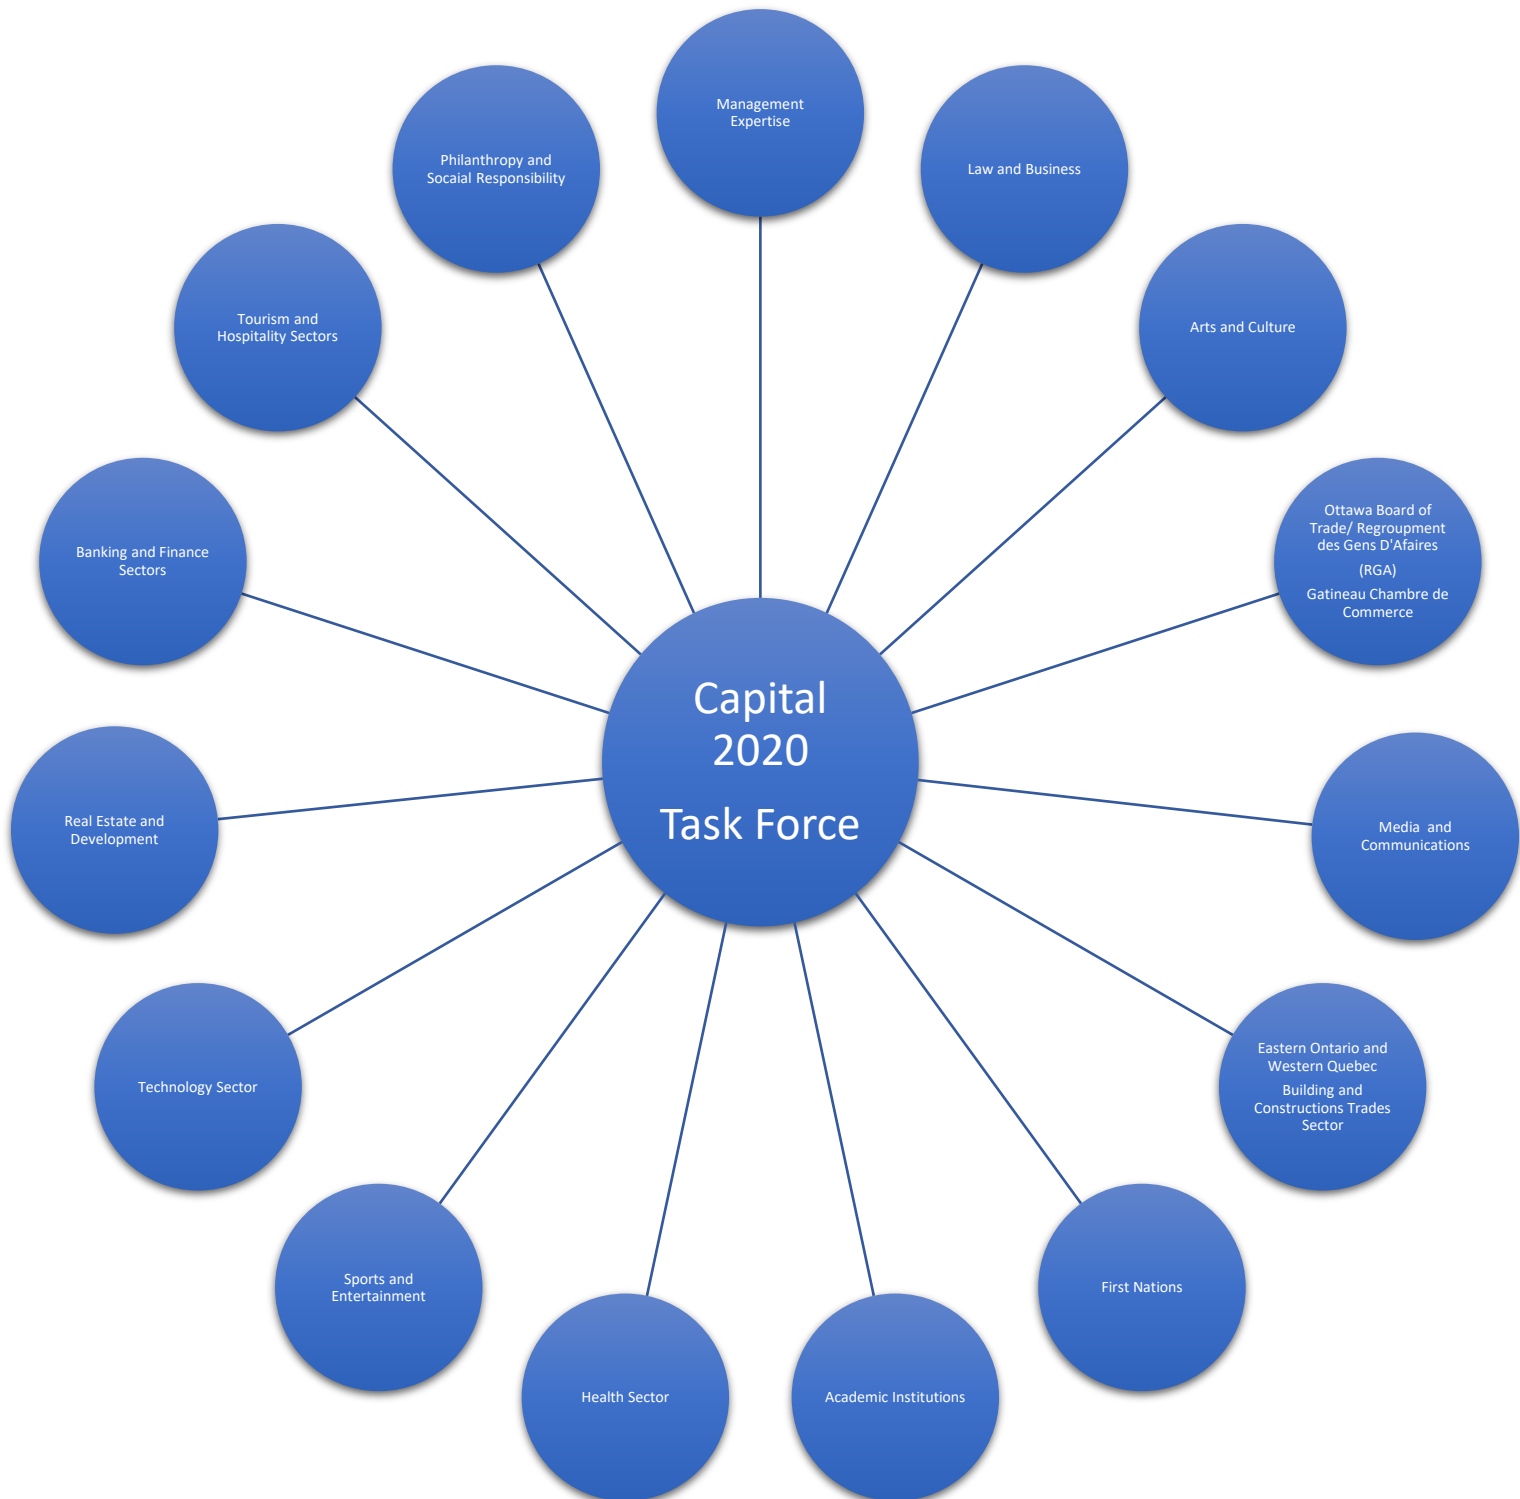 Management
Expertise
Law and Business
Arts and Culture
Ottawa Board of
Trade/ Regroupment
des Gens D'Afaires
(RGA)
Gatineau Chambre de
Commerce
Media  and
Communications
Eastern Ontario and
Western Quebec
Building and
Constructions Trades
Sector
First Nations
Academic Institutions
Health Sector
Sports and
Entertainment
Technology Sector
Real Estate and
Development
Banking and Finance
Sectors
Tourism and
Hospitality Sectors
Philanthropy and
Socaial Responsibility
Capital
2020
Task Force